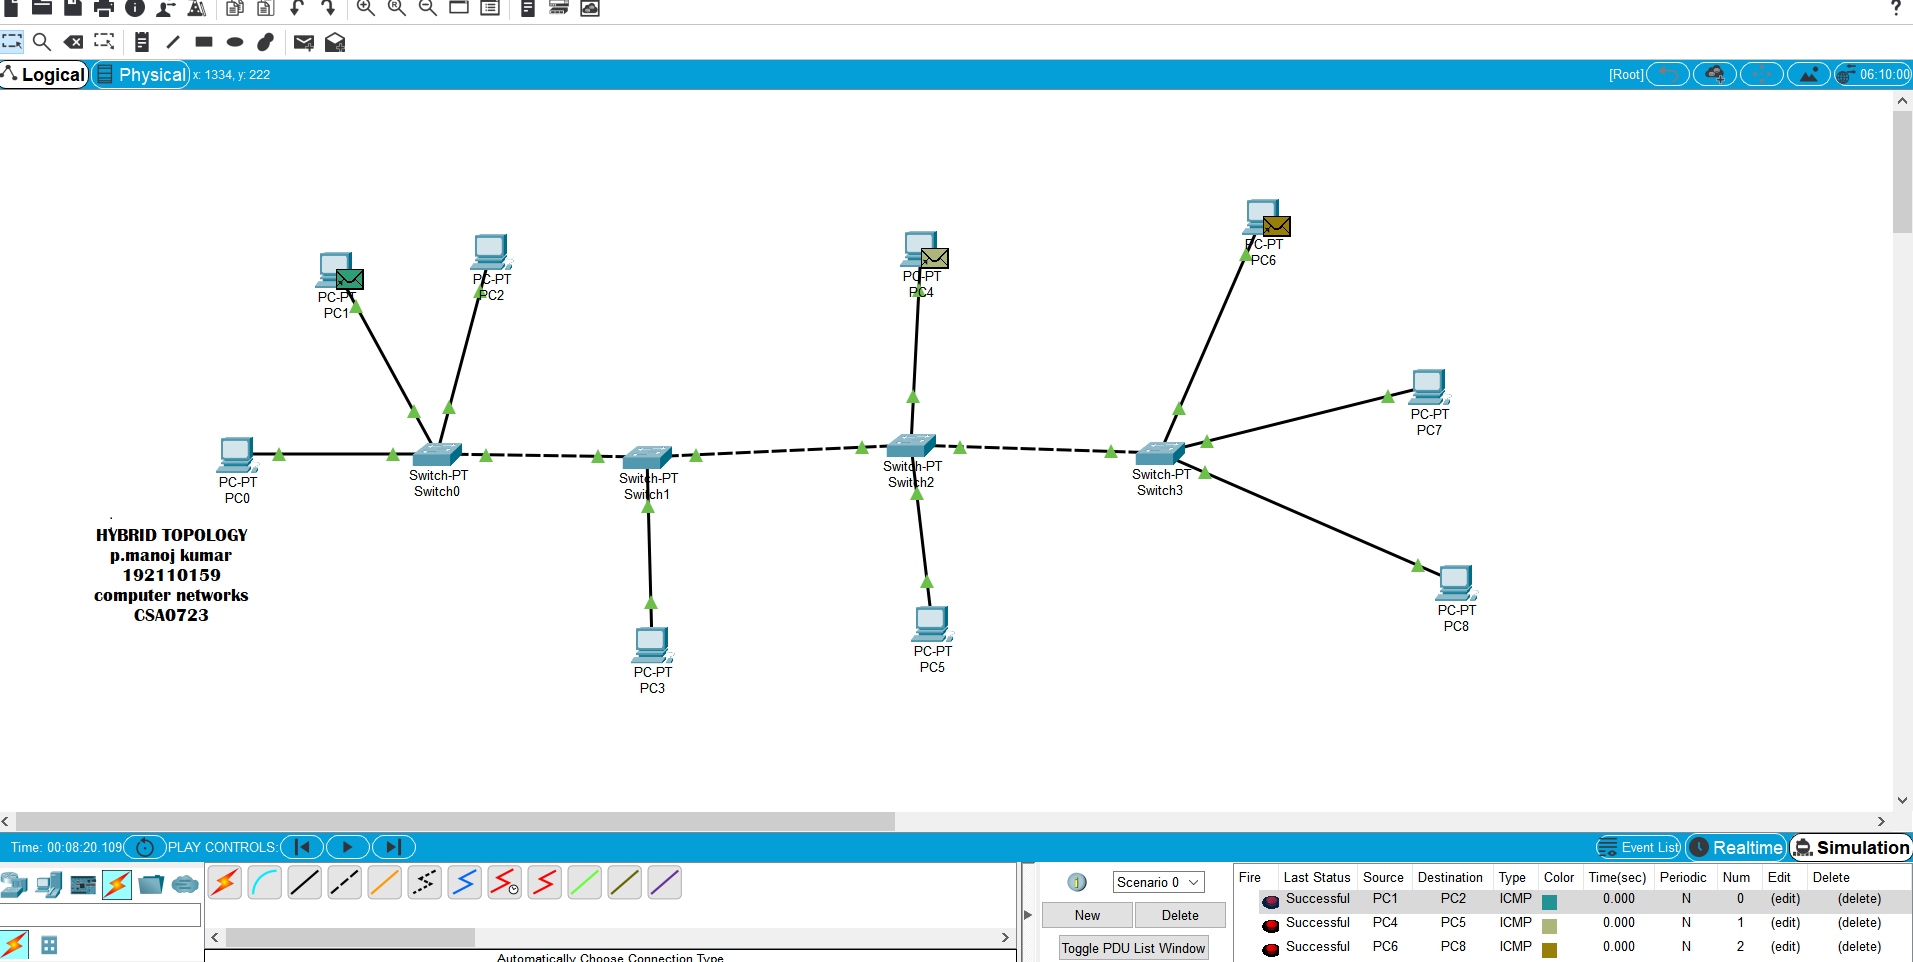 ?
Logical
Physical
x: 1334, y: 222
[Root]
06:10:00
PC-PT
PC1
PC-PT
PC2
PC-PT
PC4
PC-PT
PC6
PC-PT
PC7
PC-PT
PC0
Switch-PT
Switch0
Switch-PT
Switch1
Switch-PT
Switch2
Switch-PT
Switch3
HYBRID TOPOLOGY
p.manoj kumar
192110159
computer networks
CSA0723
PC-PT
PC3
PC-PT
PC5
PC-PT
PC8
Time: 00:08:20.109
PLAY CONTROLS:
Event List
Realtime
Simulation
Scenario 0
New
Delete
Toggle PDU List Window
Automatically Choose Connection Type
Fire Last Status Source Destination Type Color Time(sec) Periodic Num Edit Delete
Successful PC1 PC2 ICMP 0.000 N 0 (edit) (delete)
Successful PC4 PC5 ICMP 0.000 N 1 (edit) (delete)
Successful PC6 PC8 ICMP 0.000 N 2 (edit) (delete)